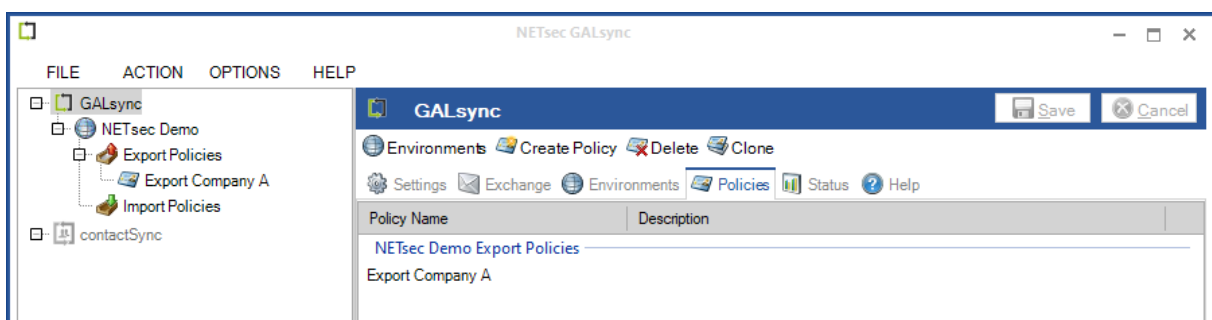 NETsec GALsync
FILE ACTION OPTIONS HELP
GALsync
NETsec Demo
Export Policies
Export Company A
Import Policies
contactSync
GALsync Save Cancel
Environments Create Policy Delete Clone
Settings Exchange Environments Policies Status Help
Policy Name Description
NETsec Demo Export Policies
Export Company A